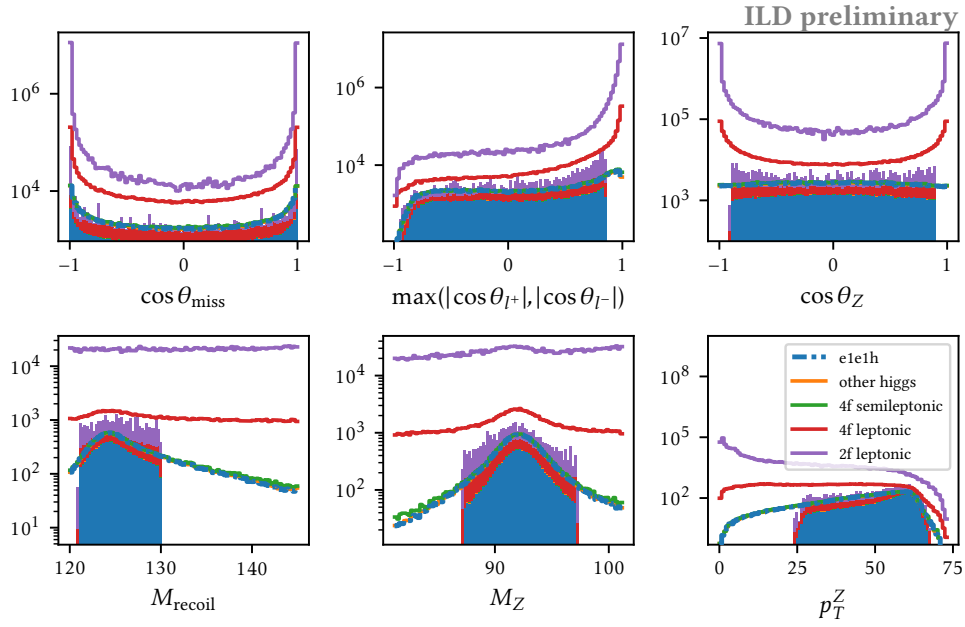 ILD preliminary
10^6
10^4
−1
0
1
cos θ_miss
10^6
10^4
−1
0
1
max(|cos θ_{l+}|,|cos θ_{l−}|)
10^7
10^5
10^3
−1
0
1
cos θ_Z
10^4
10^3
10^2
10^1
120
130
140
M_recoil
10^4
10^3
10^2
90
100
M_Z
10^8
10^5
10^2
0
25
50
75
p_T^Z
e1e1h
other higgs
4f semileptonic
4f leptonic
2f leptonic